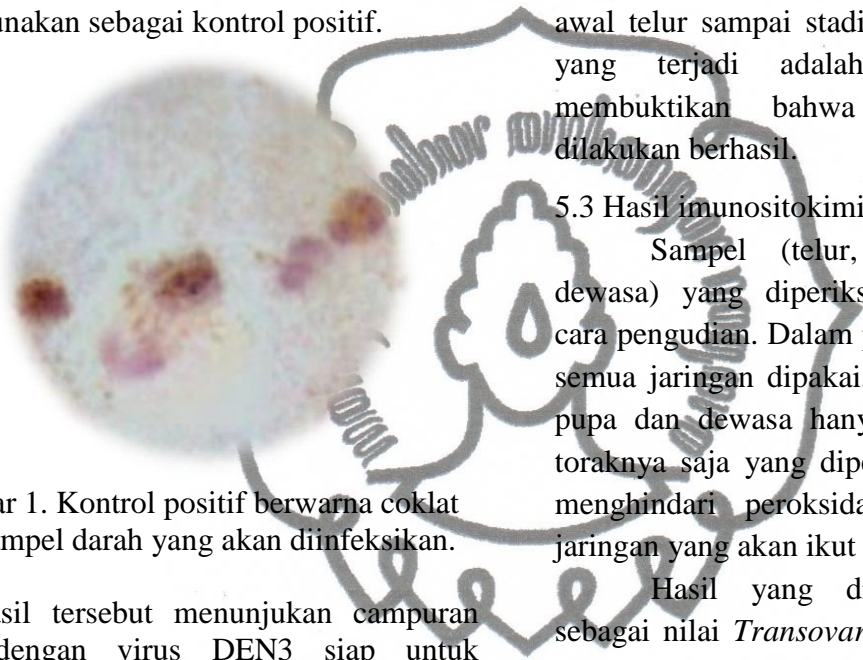 unakan sebagai kontrol positif.
ar 1. Kontrol positif berwarna coklat
mpel darah yang akan diinfeksikan.
sil tersebut menunjukan campuran
dengan virus DEN3 siap untuk
awal telur sampai stadi
yang terjadi adalah
membuktikan bahwa
dilakukan berhasil.
5.3 Hasil imunositokimi
Sampel (telur,
dewasa) yang diperiks
cara pengudian. Dalam
semua jaringan dipakai.
pupa dan dewasa hany
toraknya saja yang dipe
menghindari peroksida
jaringan yang akan ikut
Hasil yang di
sebagai nilai Transovar